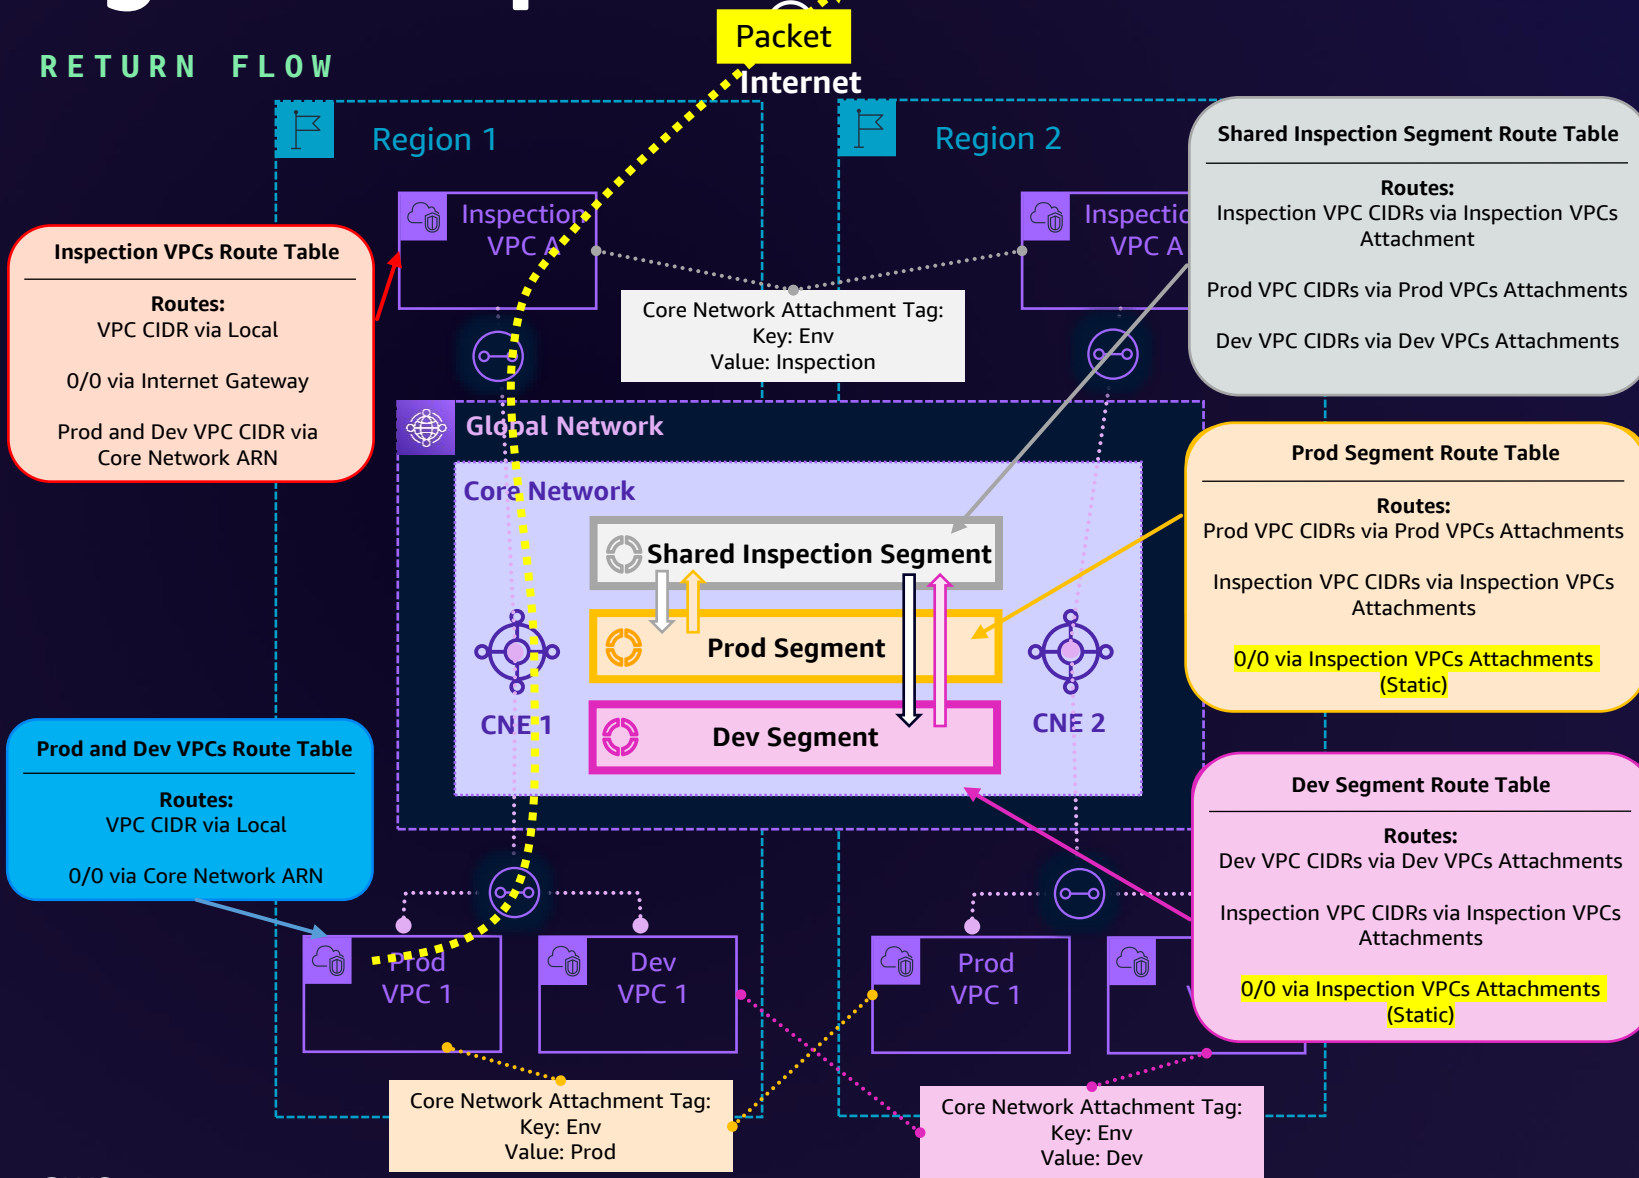 RETURN FLOW
Packet
Internet
Region 1
Region 2
Inspection
VPC A
VPC A
Shared Inspection Segment Route Table
Routes:
Inspection VPC CIDRs via Inspection VPCs
Attachment
Prod VPC CIDRs via Prod VPCs Attachments
Dev VPC CIDRs via Dev VPCs Attachments
Inspection VPCs Route Table
Routes:
VPC CIDR via Local
0/0 via Internet Gateway
Prod and Dev VPC CIDR via
Core Network ARN
Core Network Attachment Tag:
Key: Env
Value: Inspection
Global Network
Core Network
Shared Inspection Segment
Prod Segment
Dev Segment
CNE 1
CNE 2
Prod Segment Route Table
Routes:
Prod VPC CIDRs via Prod VPCs Attachments
Inspection VPC CIDRs via Inspection VPCs
Attachments
0/0 via Inspection VPCs Attachments
(Static)
Prod and Dev VPCs Route Table
Routes:
VPC CIDR via Local
0/0 via Core Network ARN
Dev Segment Route Table
Routes:
Dev VPC CIDRs via Dev VPCs Attachments
Inspection VPC CIDRs via Inspection VPCs
Attachments
0/0 via Inspection VPCs Attachments
(Static)
Prod
VPC 1
Dev
VPC 1
Prod
VPC 1
Core Network Attachment Tag:
Key: Env
Value: Prod
Core Network Attachment Tag:
Key: Env
Value: Dev